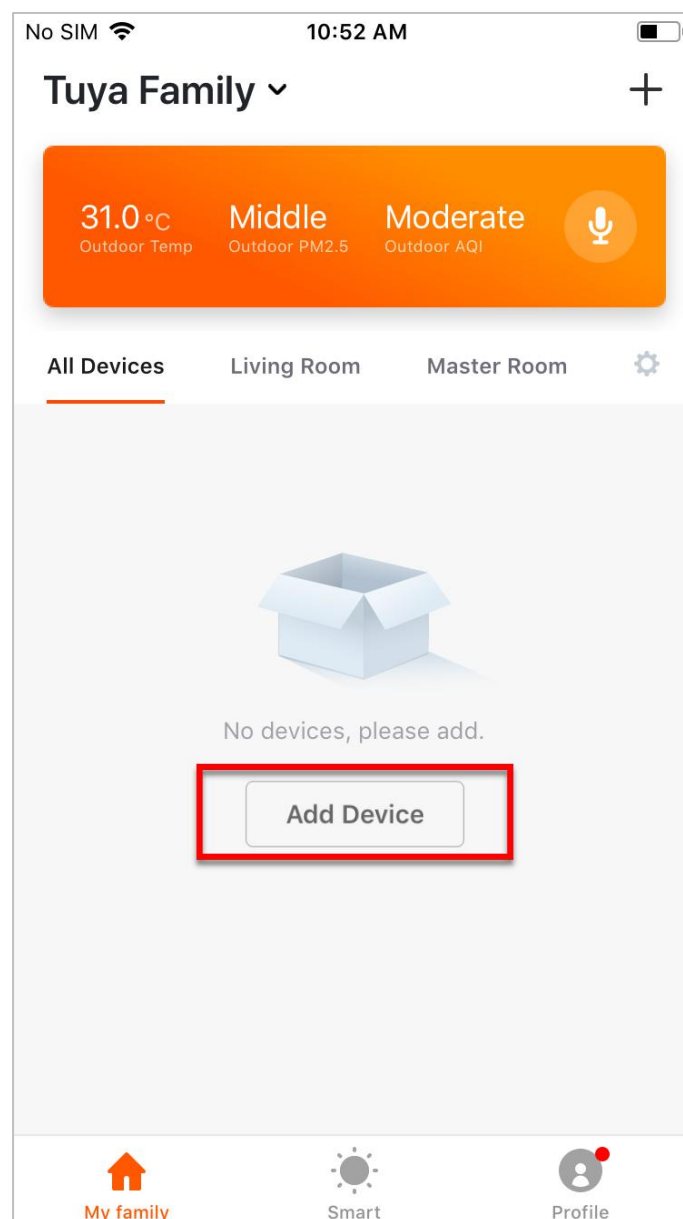 No SIM 10:52 AM
Tuya Family
31.0 °C Middle Moderate
Outdoor Temp Outdoor PM2.5 Outdoor AQI
All Devices Living Room Master Room
No devices, please add.
Add Device
My family Smart Profile